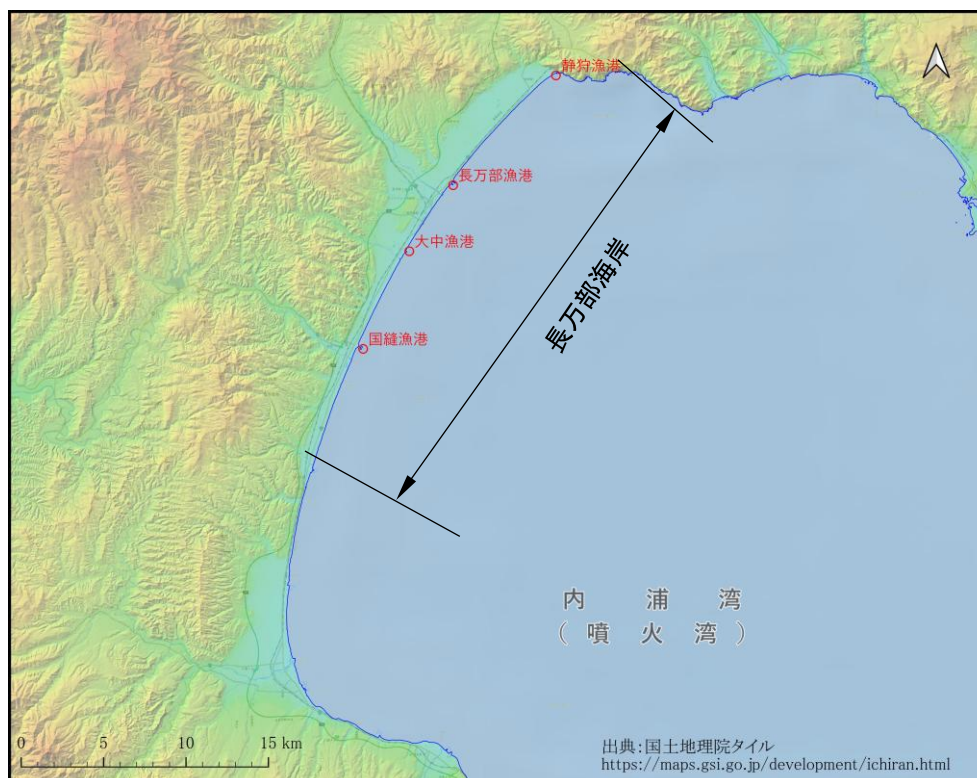 静狩漁港
長万部漁港
大中漁港
国縫漁港
長万部海岸
内浦湾
(噴火湾)
0 5 10 15 km
出典:国土地理院タイル
https://maps.gsi.go.jp/development/ichiran.html